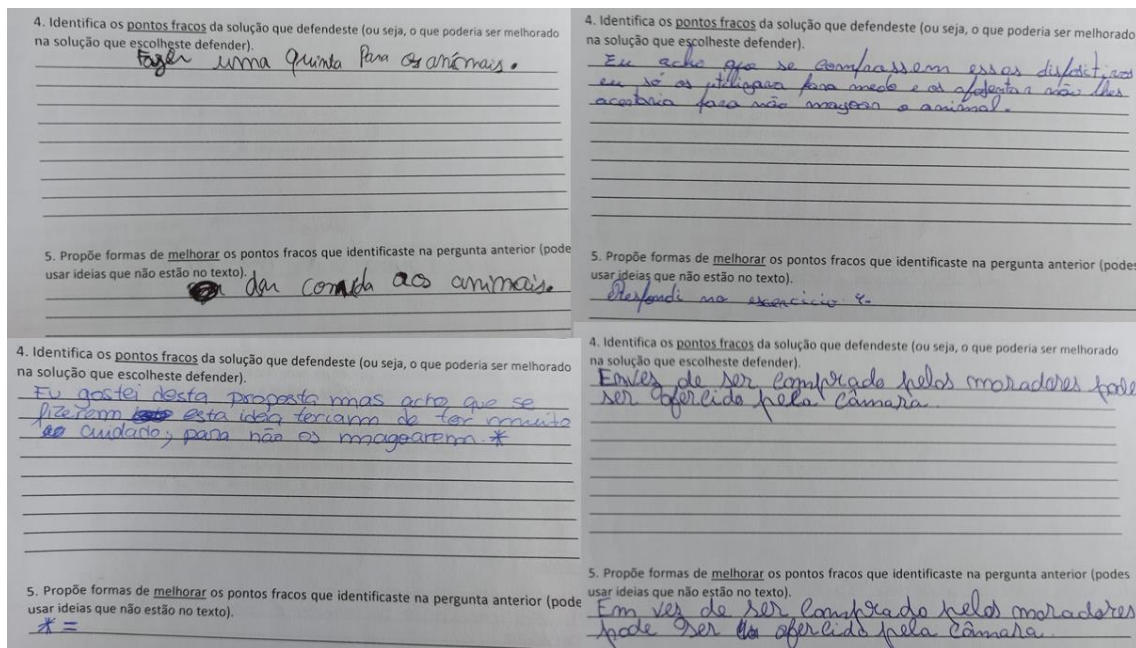 4. Identifica os pontos fracos da solução que defendeste (ou seja, o que poderia ser melhorado
na solução que escolheste defender).
Fazer uma quinta Para os animais.
5. Propõe formas de melhorar os pontos fracos que identificaste na pergunta anterior (pode
usar ideias que não estão no texto).
dar comida aos animais.
4. Identifica os pontos fracos da solução que defendeste (ou seja, o que poderia ser melhorado
na solução que escolheste defender).
Eu acho que se comprassem esses dispositivos
eu só os utilizava para medo e os afugentar não lhes
acertaria para não magoar o animal.
5. Propõe formas de melhorar os pontos fracos que identificaste na pergunta anterior (podes
usar ideias que não estão no texto).
Respondi no exercício 4.
4. Identifica os pontos fracos da solução que defendeste (ou seja, o que poderia ser melhorado
na solução que escolheste defender).
Eu gostei desta proposta mas acho que se
fizerem esta ideia teriam de ter muito
cuidado, para não os magoarem *
5. Propõe formas de melhorar os pontos fracos que identificaste na pergunta anterior (pode
usar ideias que não estão no texto).
* =
4. Identifica os pontos fracos da solução que defendeste (ou seja, o que poderia ser melhorado
na solução que escolheste defender).
Envés de ser comprado pelos moradores pode
ser ofercido pela câmara.
5. Propõe formas de melhorar os pontos fracos que identificaste na pergunta anterior (podes
usar ideias que não estão no texto).
Em ves de ser comprado pelos moradores
pode ser ofercido pela câmara.